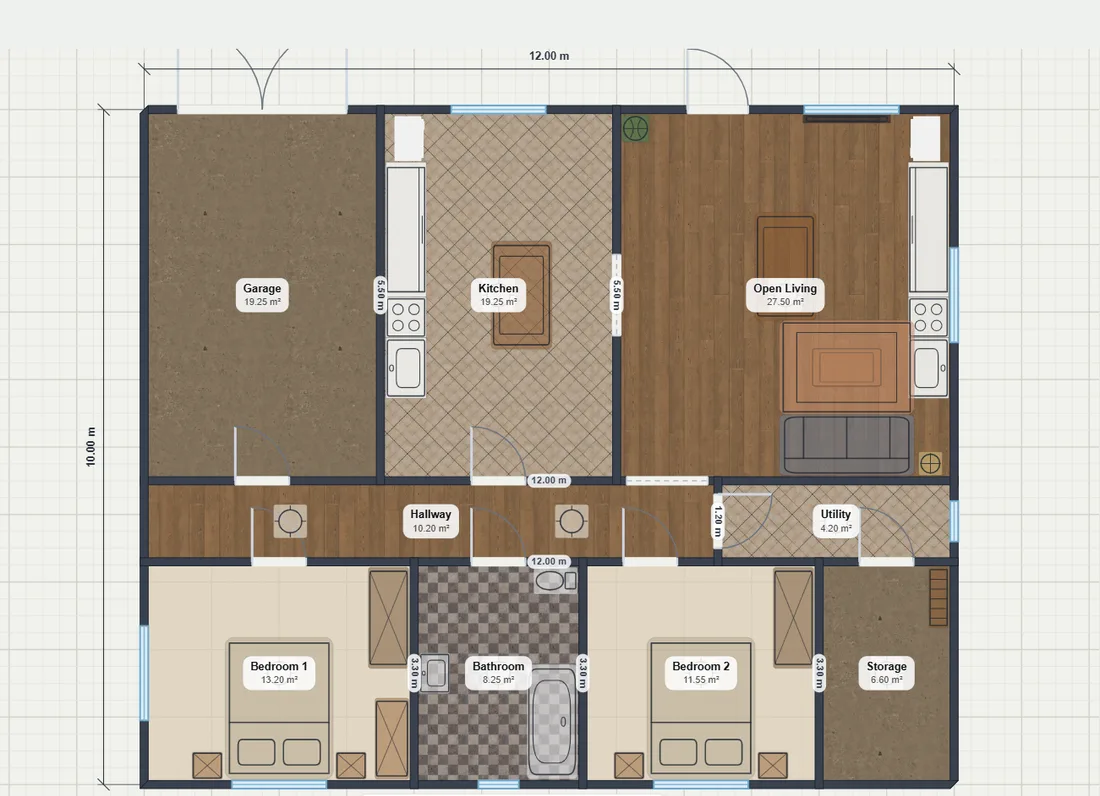 12.00 m
10.00 m
Garage
19.25 m²
5.50 m
Kitchen
19.25 m²
5.50 m
Open Living
27.50 m²
12.00 m
Hallway
10.20 m²
1.20 m
Utility
4.20 m²
12.00 m
Bedroom 1
13.20 m²
3.30 m
Bathroom
8.25 m²
3.30 m
Bedroom 2
11.55 m²
3.30 m
Storage
6.60 m²